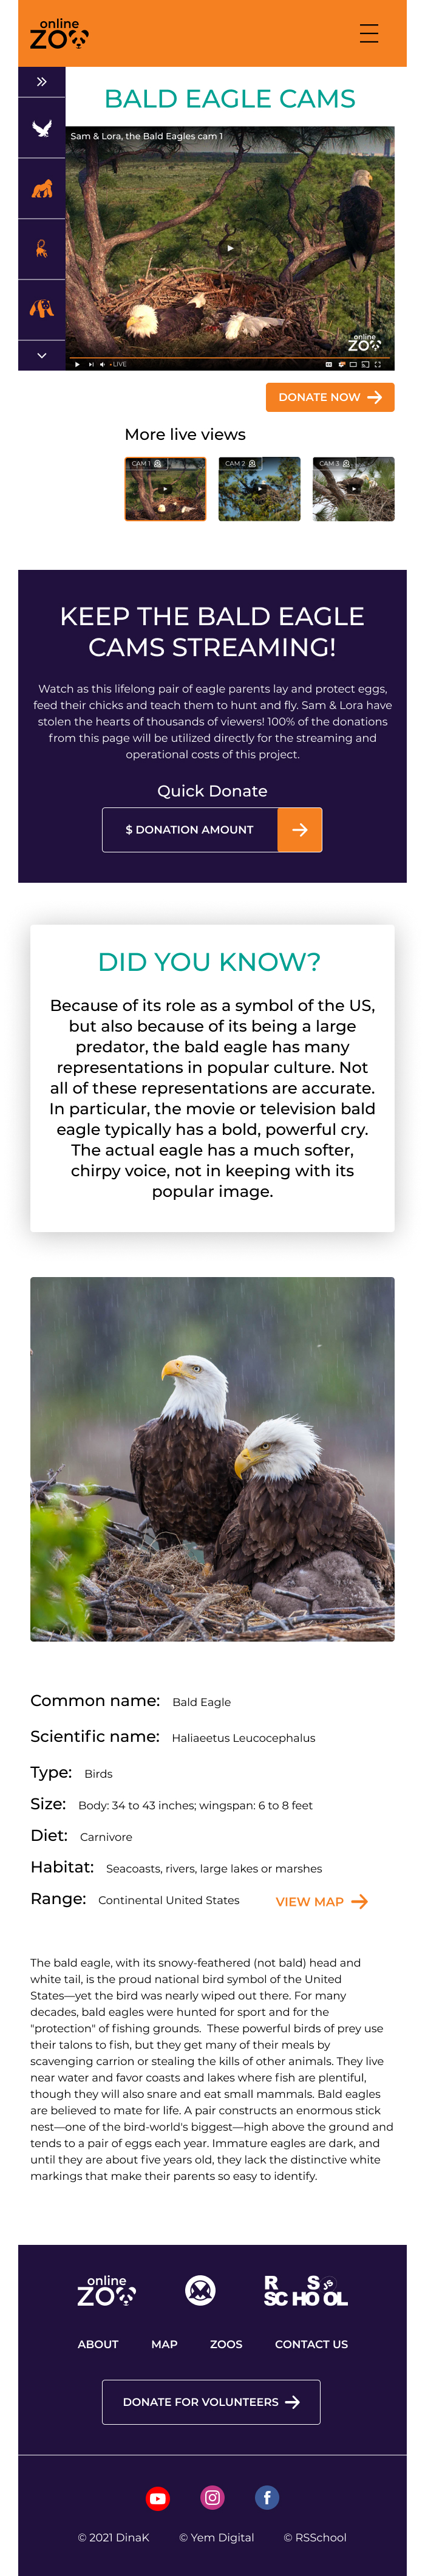 online
ZOO
BALD EAGLE CAMS
Sam & Lora, the Bald Eagles cam 1
online
ZOO
• LIVE
DONATE NOW
More live views
CAM 1
CAM 2
CAM 3
KEEP THE BALD EAGLE
CAMS STREAMING!
Watch as this lifelong pair of eagle parents lay and protect eggs,
feed their chicks and teach them to hunt and fly. Sam & Lora have
stolen the hearts of thousands of viewers! 100% of the donations
from this page will be utilized directly for the streaming and
operational costs of this project.
Quick Donate
$ DONATION AMOUNT
DID YOU KNOW?
Because of its role as a symbol of the US,
but also because of its being a large
predator, the bald eagle has many
representations in popular culture. Not
all of these representations are accurate.
In particular, the movie or television bald
eagle typically has a bold, powerful cry.
The actual eagle has a much softer,
chirpy voice, not in keeping with its
popular image.
Common name: Bald Eagle
Scientific name: Haliaeetus Leucocephalus
Type: Birds
Size: Body: 34 to 43 inches; wingspan: 6 to 8 feet
Diet: Carnivore
Habitat: Seacoasts, rivers, large lakes or marshes
Range: Continental United States VIEW MAP
The bald eagle, with its snowy-feathered (not bald) head and
white tail, is the proud national bird symbol of the United
States—yet the bird was nearly wiped out there. For many
decades, bald eagles were hunted for sport and for the
"protection" of fishing grounds. These powerful birds of prey use
their talons to fish, but they get many of their meals by
scavenging carrion or stealing the kills of other animals. They live
near water and favor coasts and lakes where fish are plentiful,
though they will also snare and eat small mammals. Bald eagles
are believed to mate for life. A pair constructs an enormous stick
nest—one of the bird-world's biggest—high above the ground and
tends to a pair of eggs each year. Immature eagles are dark, and
until they are about five years old, they lack the distinctive white
markings that make their parents so easy to identify.
online
ZOO
R S JS
SCHOOL
ABOUT MAP ZOOS CONTACT US
DONATE FOR VOLUNTEERS
© 2021 DinaK © Yem Digital © RSSchool